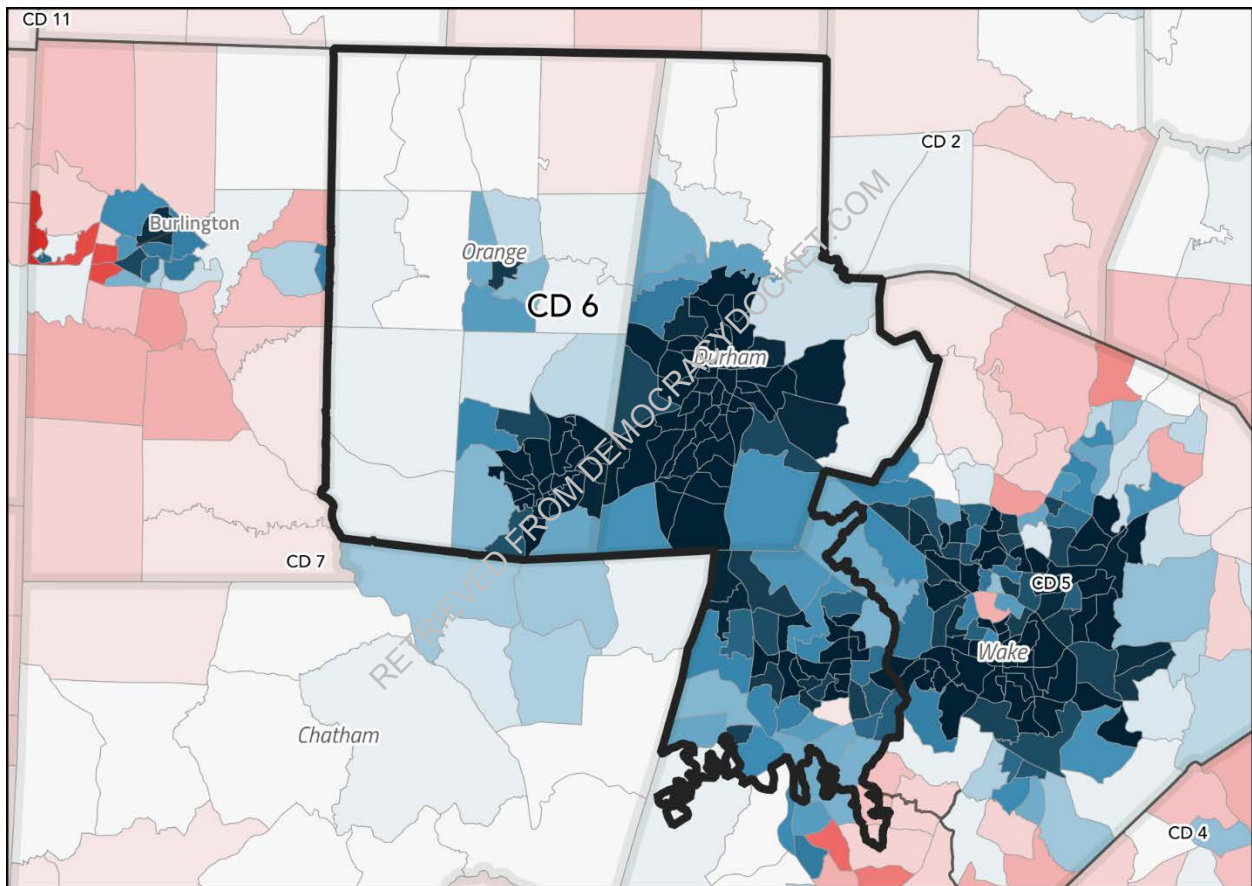 CD 11
CD 2
Burlington
Orange
CD 6
Durham
CD 7
CD 5
Wake
Chatham
CD 4
RETRIEVED FROM DEMOCRACYDOCKET.COM